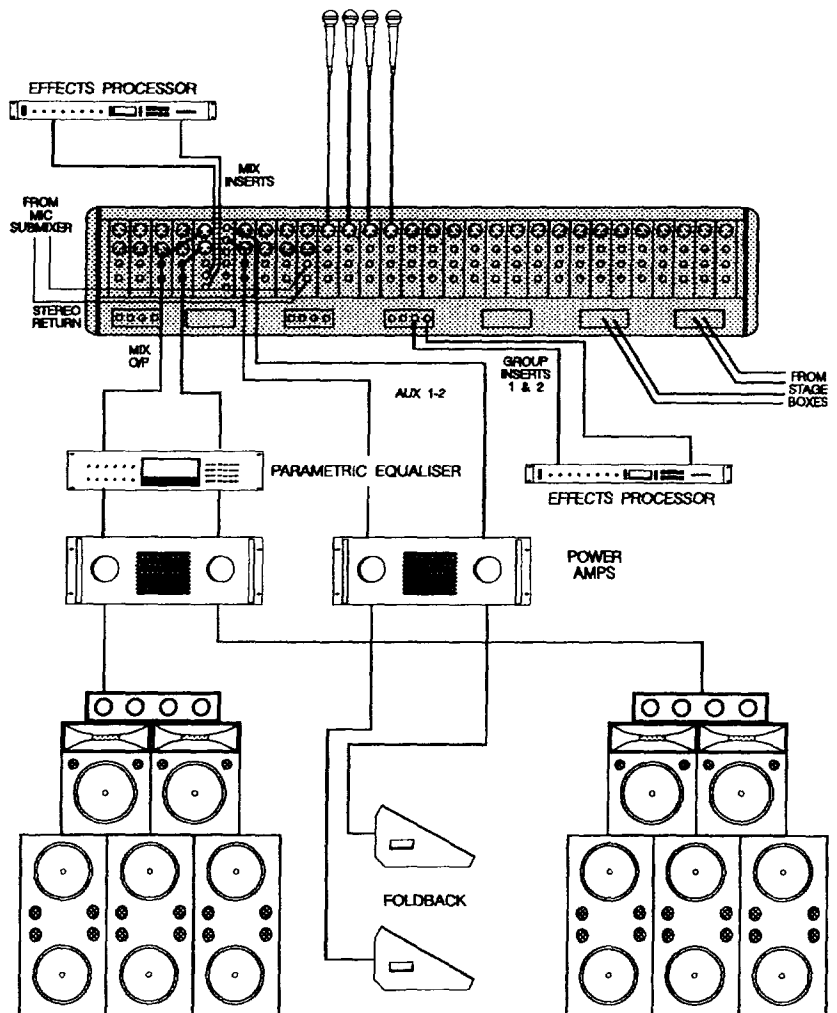 EFFECTS PROCESSOR
MIX
INSERTS
FROM
MIC
SUBMIXER
STEREO
RETURN
MIX
O/P
AUX 1-2
GROUP
INSERTS
1 & 2
FROM
STAGE
BOXES
PARAMETRIC EQUALISER
EFFECTS PROCESSOR
POWER
AMPS
FOLDBACK